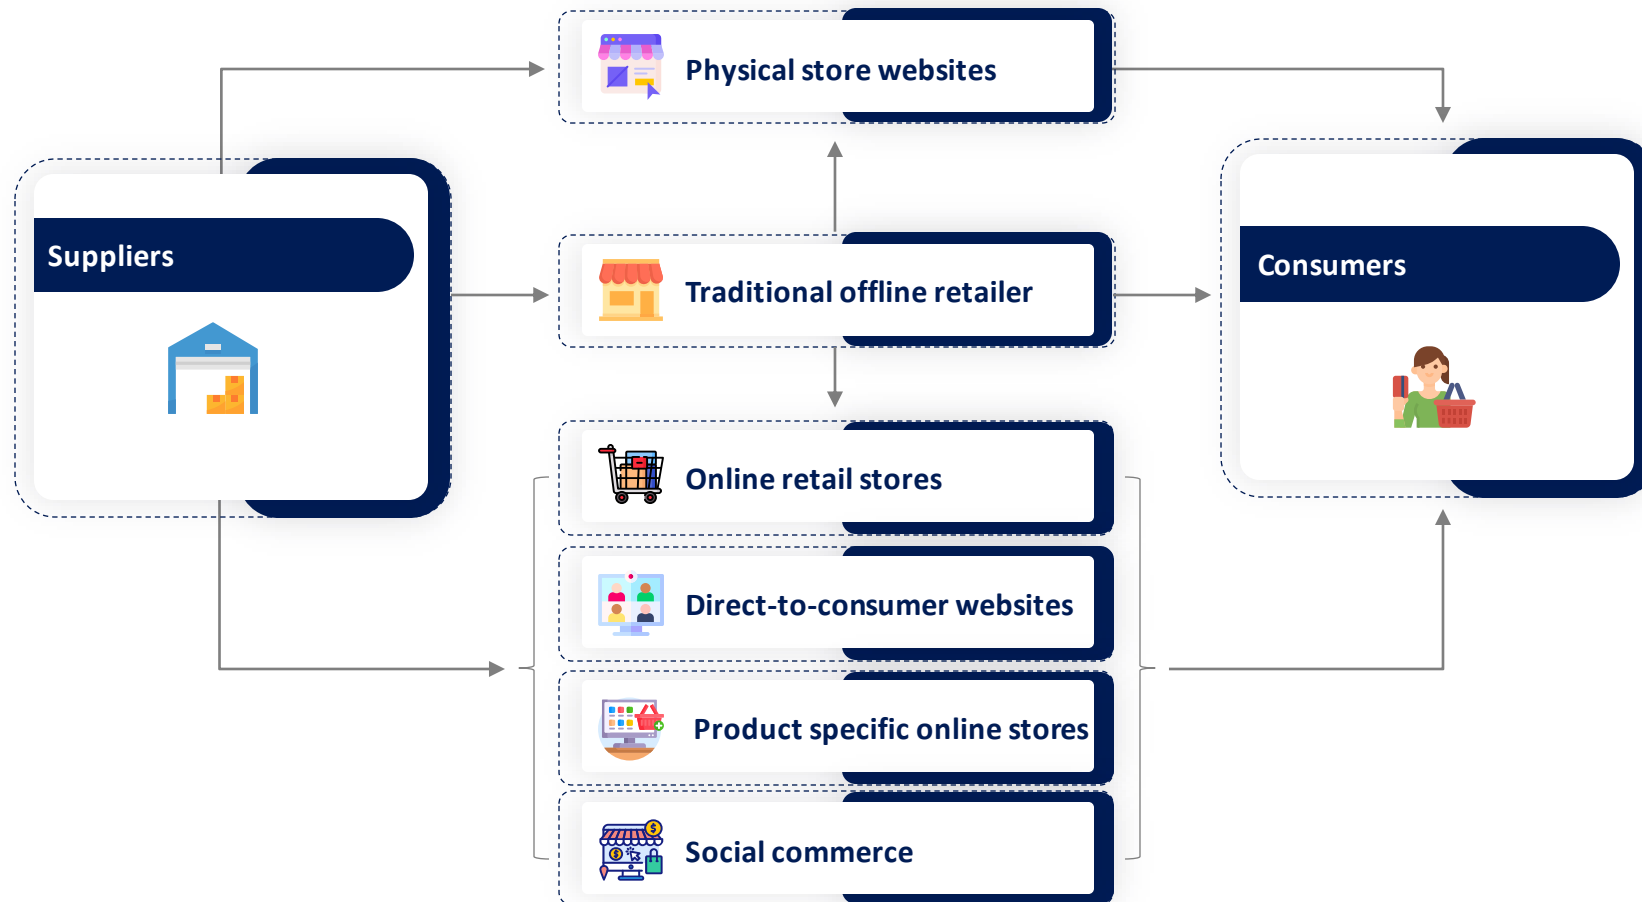 Physical store websites
Suppliers
Traditional offline retailer
Consumers
Online retail stores
Direct-to-consumer websites
Product specific online stores
Social commerce